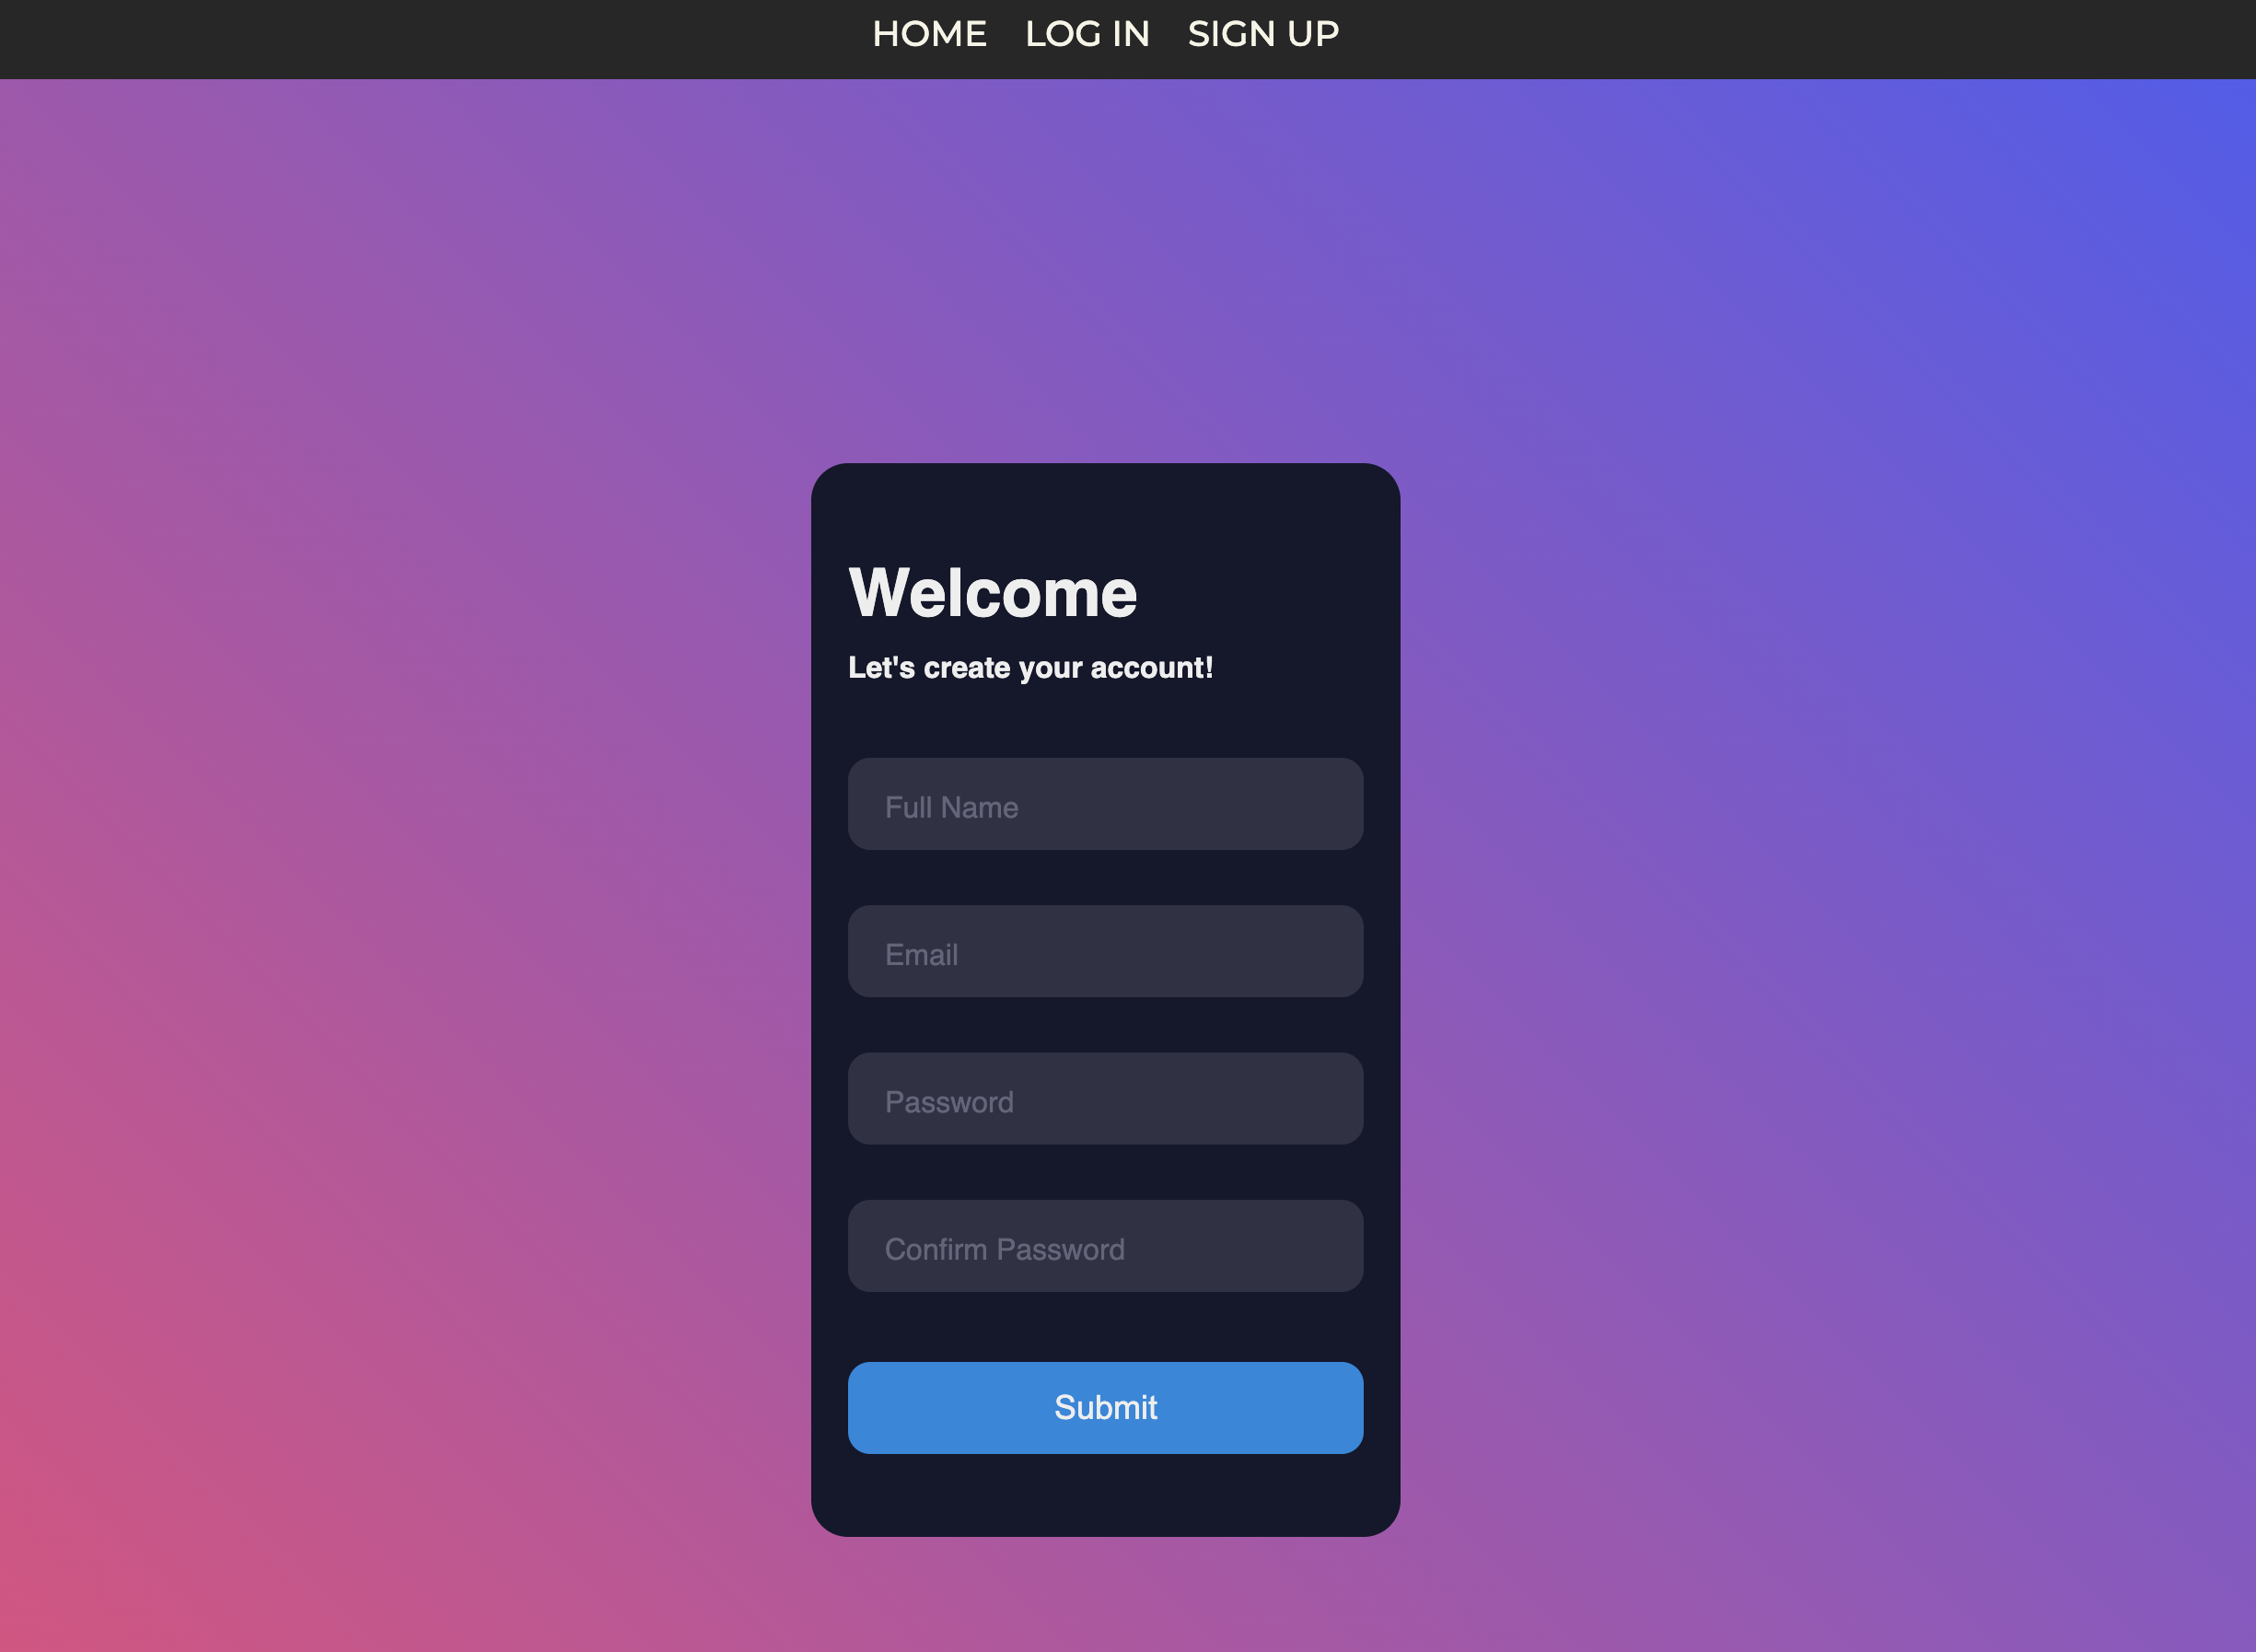 HOME LOG IN SIGN UP
Welcome
Let's create your account!
Full Name
Email
Password
Confirm Password
Submit